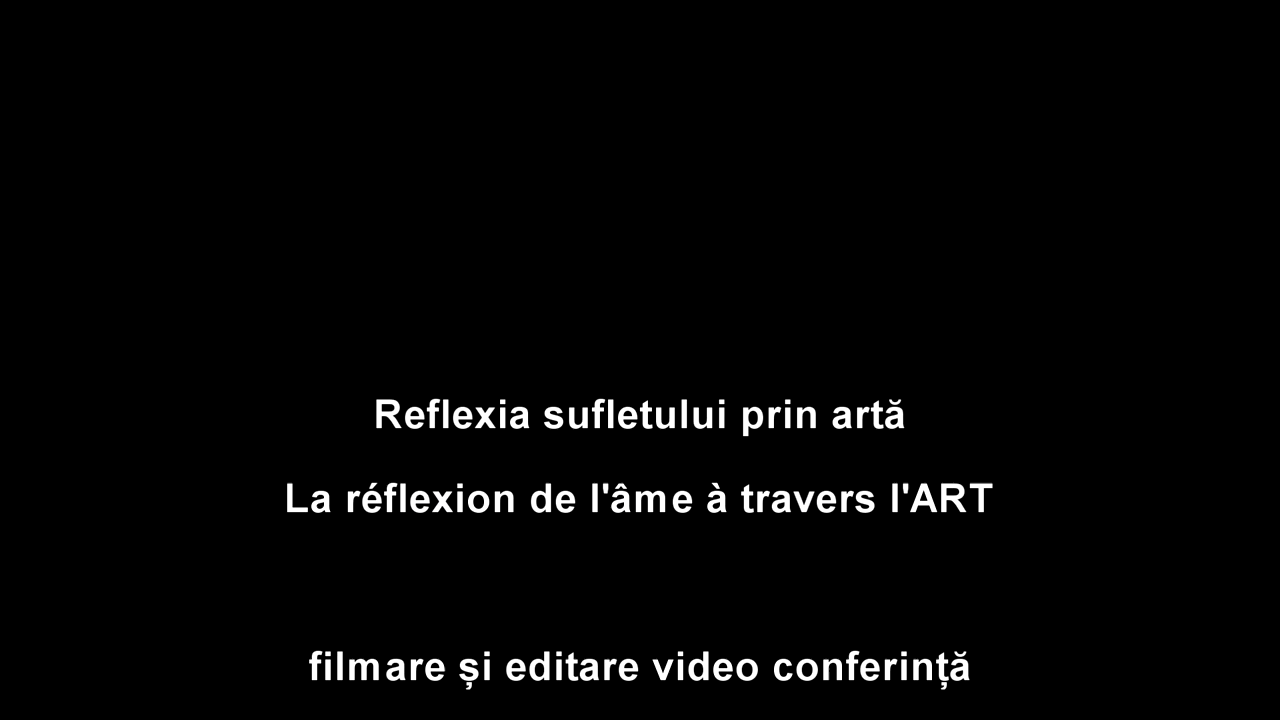 Reflexia sufletului prin artă
La réflexion de l'âme à travers l'ART
filmare și editare video conferință